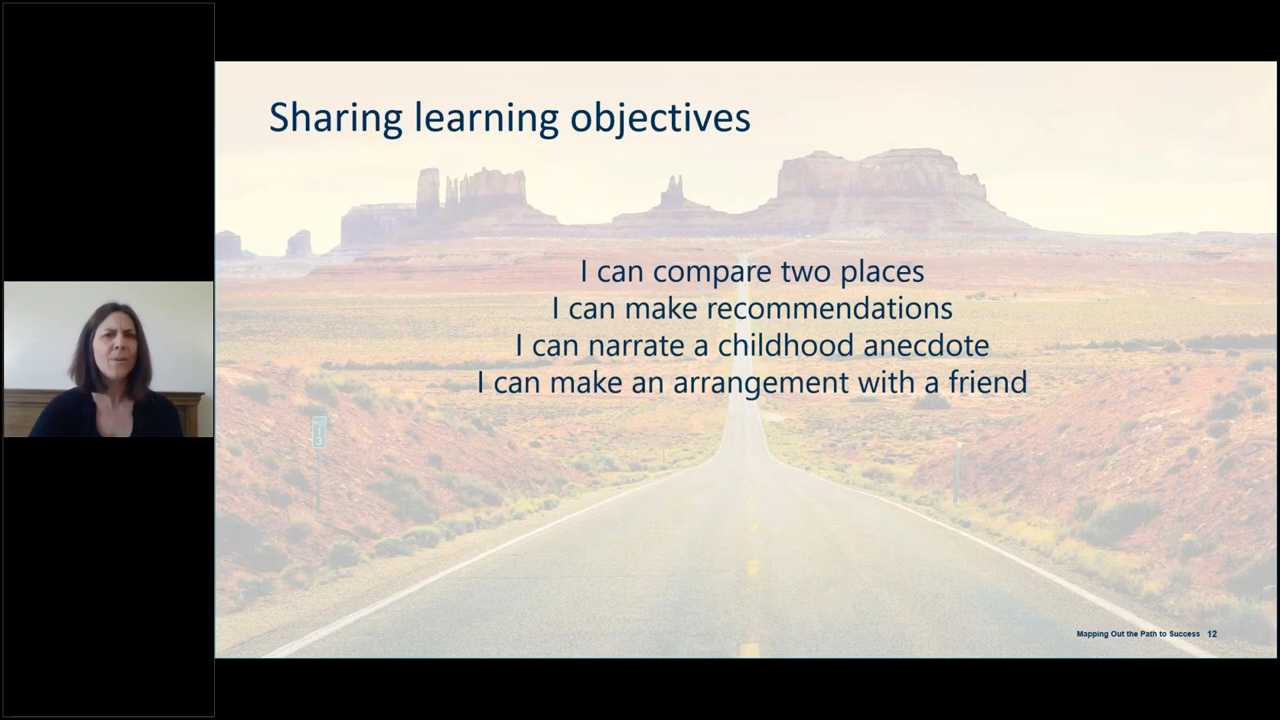 Sharing learning objectives
I can compare two places
I can make recommendations
I can narrate a childhood anecdote
I can make an arrangement with a friend
Mapping Out the Path to Success 12